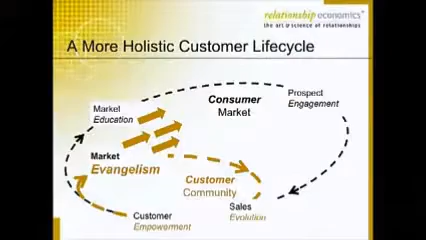 relationship economics
the art & science of relationships
A More Holistic Customer Lifecycle
Market
Education
Consumer
Market
Prospect
Engagement
Market
Evangelism
Customer
Community
Customer
Empowerment
Sales
Evolution